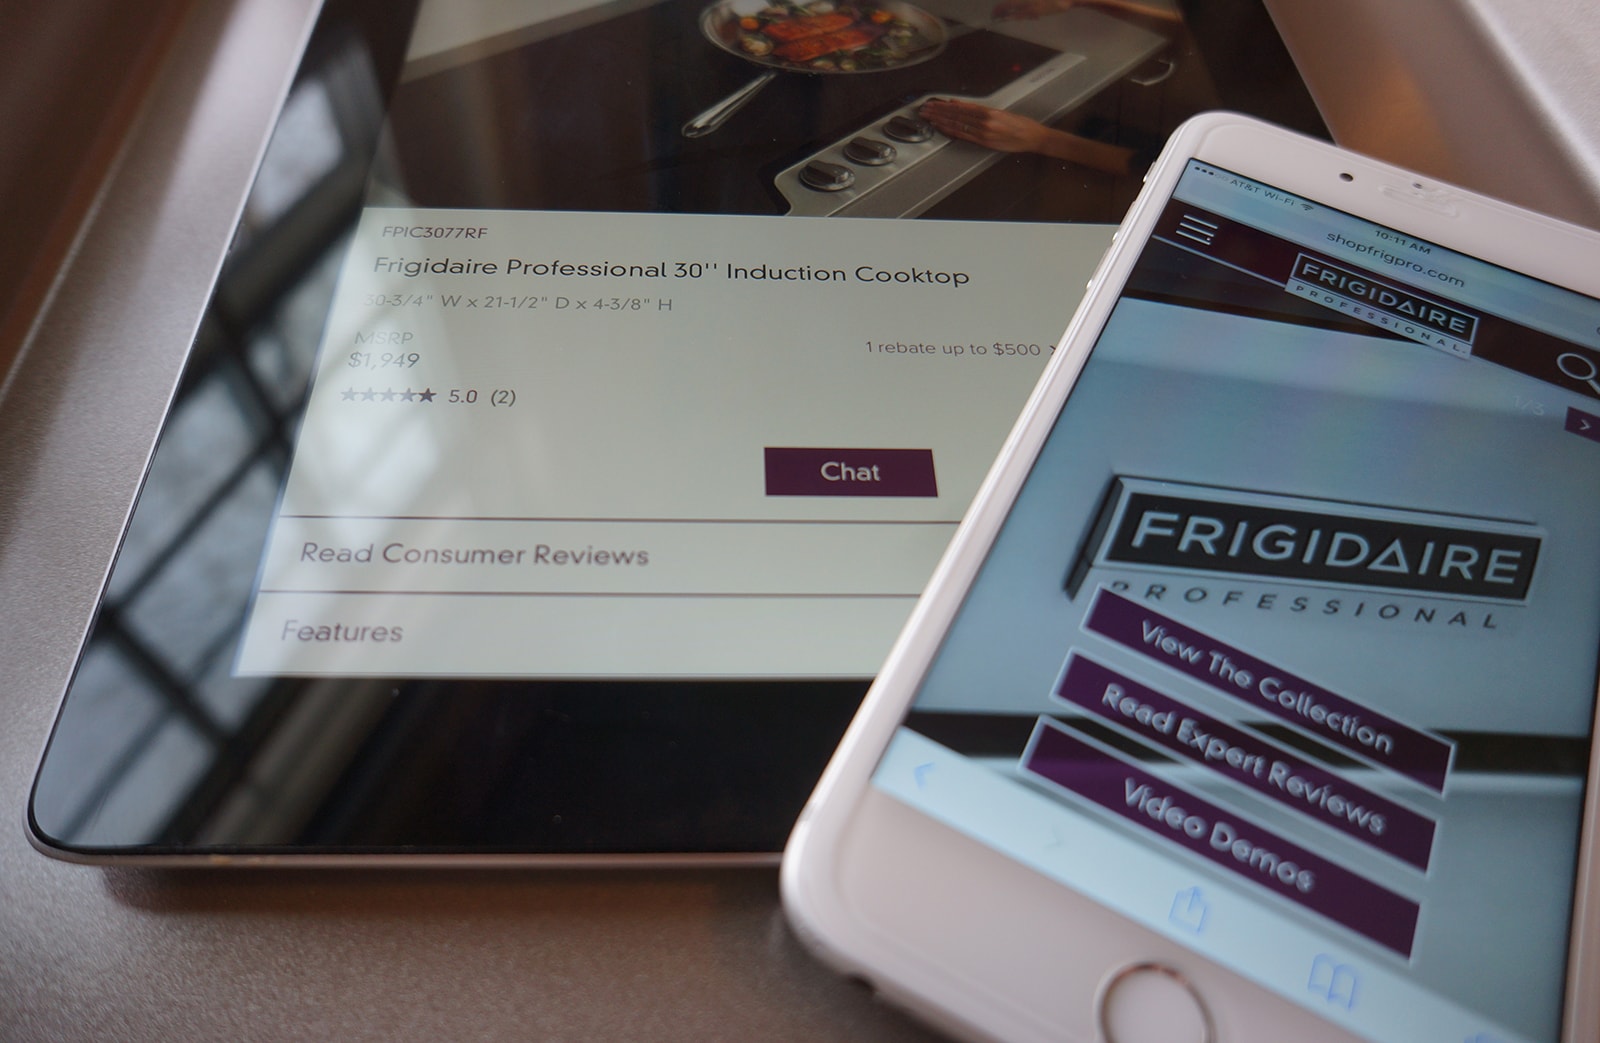 FPIC3077RF
Frigidaire Professional 30'' Induction Cooktop
30-3/4" W x 21-1/2" D x 4-3/8" H
MSRP
$1,949
1 rebate up to $500 >
★★★★★ 5.0 (2)
Chat
Read Consumer Reviews
Features
AT&T Wi-Fi
10:11 AM
shopfrigpro.com
FRIGIDAIRE
PROFESSIONAL.
1/3
>
FRIGIDAIRE
PROFESSIONAL
View The Collection
Read Expert Reviews
Video Demos